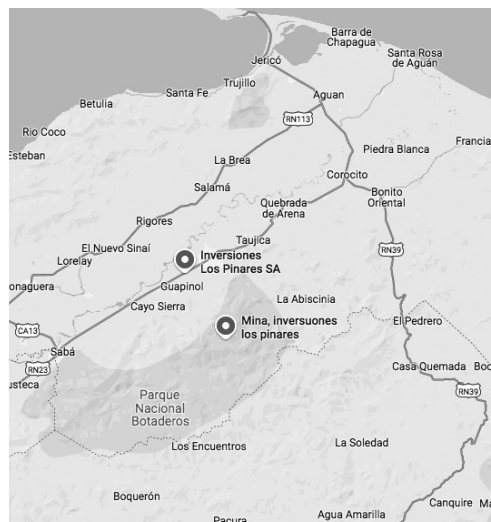 Barra de
Chapagua
Jericó
Santa Rosa
de Aguán
Trujillo
Santa Fe
Aguan
Betulia
RN113
Rio Coco
Francia
Piedra Blanca
Esteban
La Brea
Corocito
Salamá
Bonito
Oriental
Quebrada
de Arena
Rigores
Taujica
El Nuevo Sinaí
RN39
Inversiones
Los Pinares SA
Lorelay
Guapinol
onaguera
La Abiscinia
Cayo Sierra
El Pedrero
Mina, inversuones
los pinares
CA13
Sabá
Casa Quemada
Boc
RN23
usteca
RN39
Parque
Nacional
Botaderos
La Soledad
Los Encuentros
Boquerón
Canquire
Ma
Agua Amarilla
Pacura